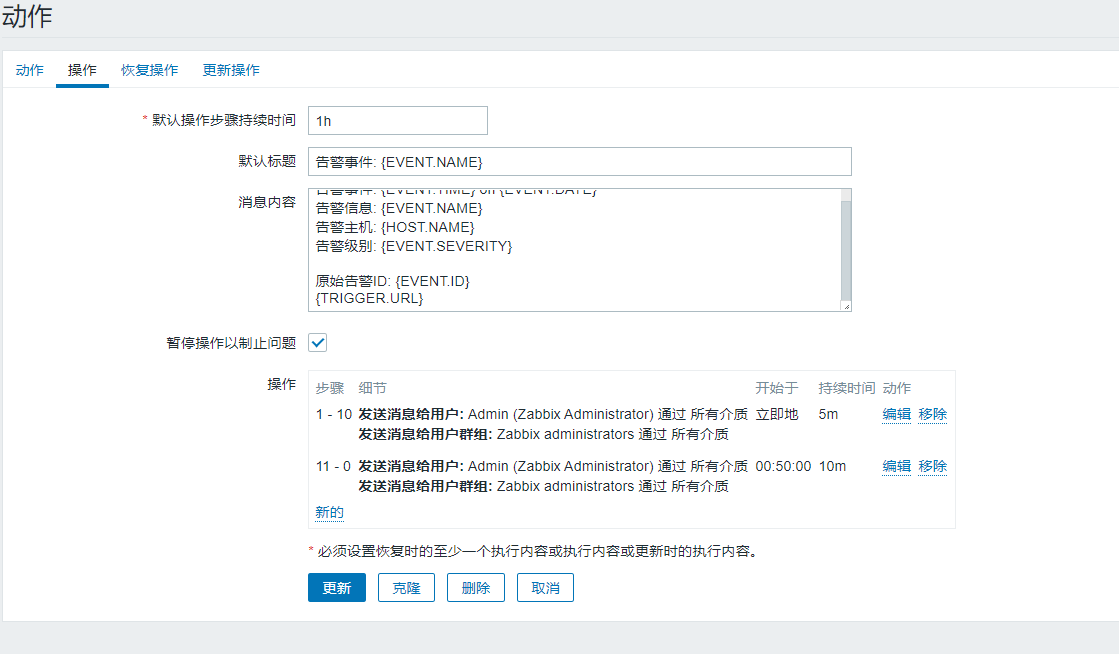 动作
动作 操作 恢复操作 更新操作
* 默认操作步骤持续时间 1h
默认标题 告警事件: {EVENT.NAME}
消息内容 告警事件: {EVENT.TIME} on {EVENT.DATE}
告警信息: {EVENT.NAME}
告警主机: {HOST.NAME}
告警级别: {EVENT.SEVERITY}
原始告警ID: {EVENT.ID}
{TRIGGER.URL}
暂停操作以制止问题
操作 步骤 细节 开始于 持续时间 动作
1 - 10 发送消息给用户: Admin (Zabbix Administrator) 通过 所有介质 立即地 5m 编辑 移除
发送消息给用户群组: Zabbix administrators 通过 所有介质
11 - 0 发送消息给用户: Admin (Zabbix Administrator) 通过 所有介质 00:50:00 10m 编辑 移除
发送消息给用户群组: Zabbix administrators 通过 所有介质
新的
* 必须设置恢复时的至少一个执行内容或执行内容或更新时的执行内容。
更新 克隆 删除 取消